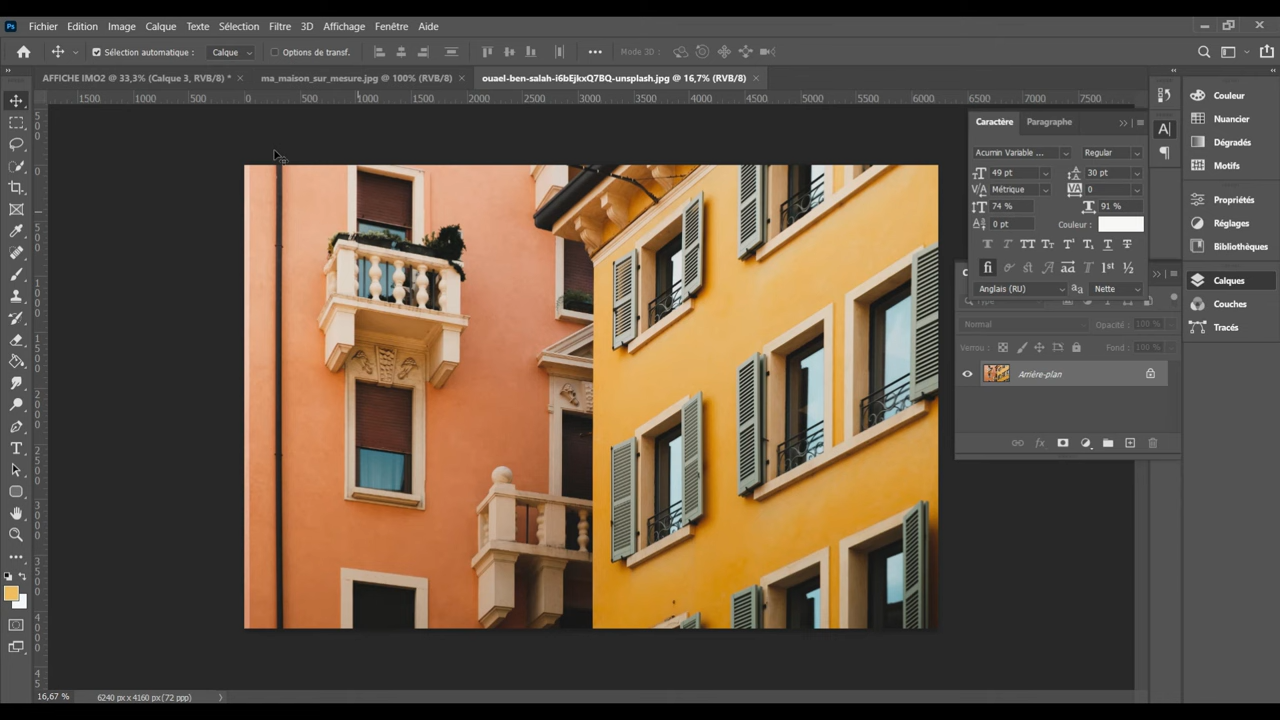 Ps Fichier Edition Image Calque Texte Sélection Filtre 3D Affichage Fenêtre Aide
Sélection automatique : Calque Options de transf. Mode 3D :
AFFICHE IMO2 @ 33,3% (Calque 3, RVB/8) * ma_maison_sur_mesure.jpg @ 100% (RVB/8) ouael-ben-salah-i6bEjkxQ7BQ-unsplash.jpg @ 16,7% (RVB/8)
1500 1000 500 0 500 1000 1500 2000 2500 3000 3500 4000 4500 5000 5500 6000 6500 7000 7500
Caractère Paragraphe
Acumin Variable ... Regular
49 pt 30 pt
Métrique 0
74 % 91 %
0 pt Couleur :
Anglais (RU) aa Nette
Normal Opacité : 100 %
Verrou : Fond : 100 %
Arrière-plan
Couleur
Nuancier
Dégradés
Motifs
Propriétés
Réglages
Bibliothèques
Calques
Couches
Tracés
16,67 % 6240 px x 4160 px (72 ppp)